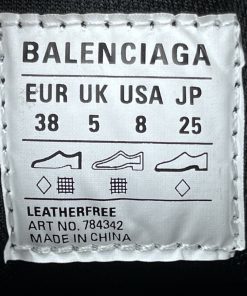 BALENCIAGA
EUR UK USA JP
38 5 8 25
LEATHERFREE
ART NO. 784342
MADE IN CHINA